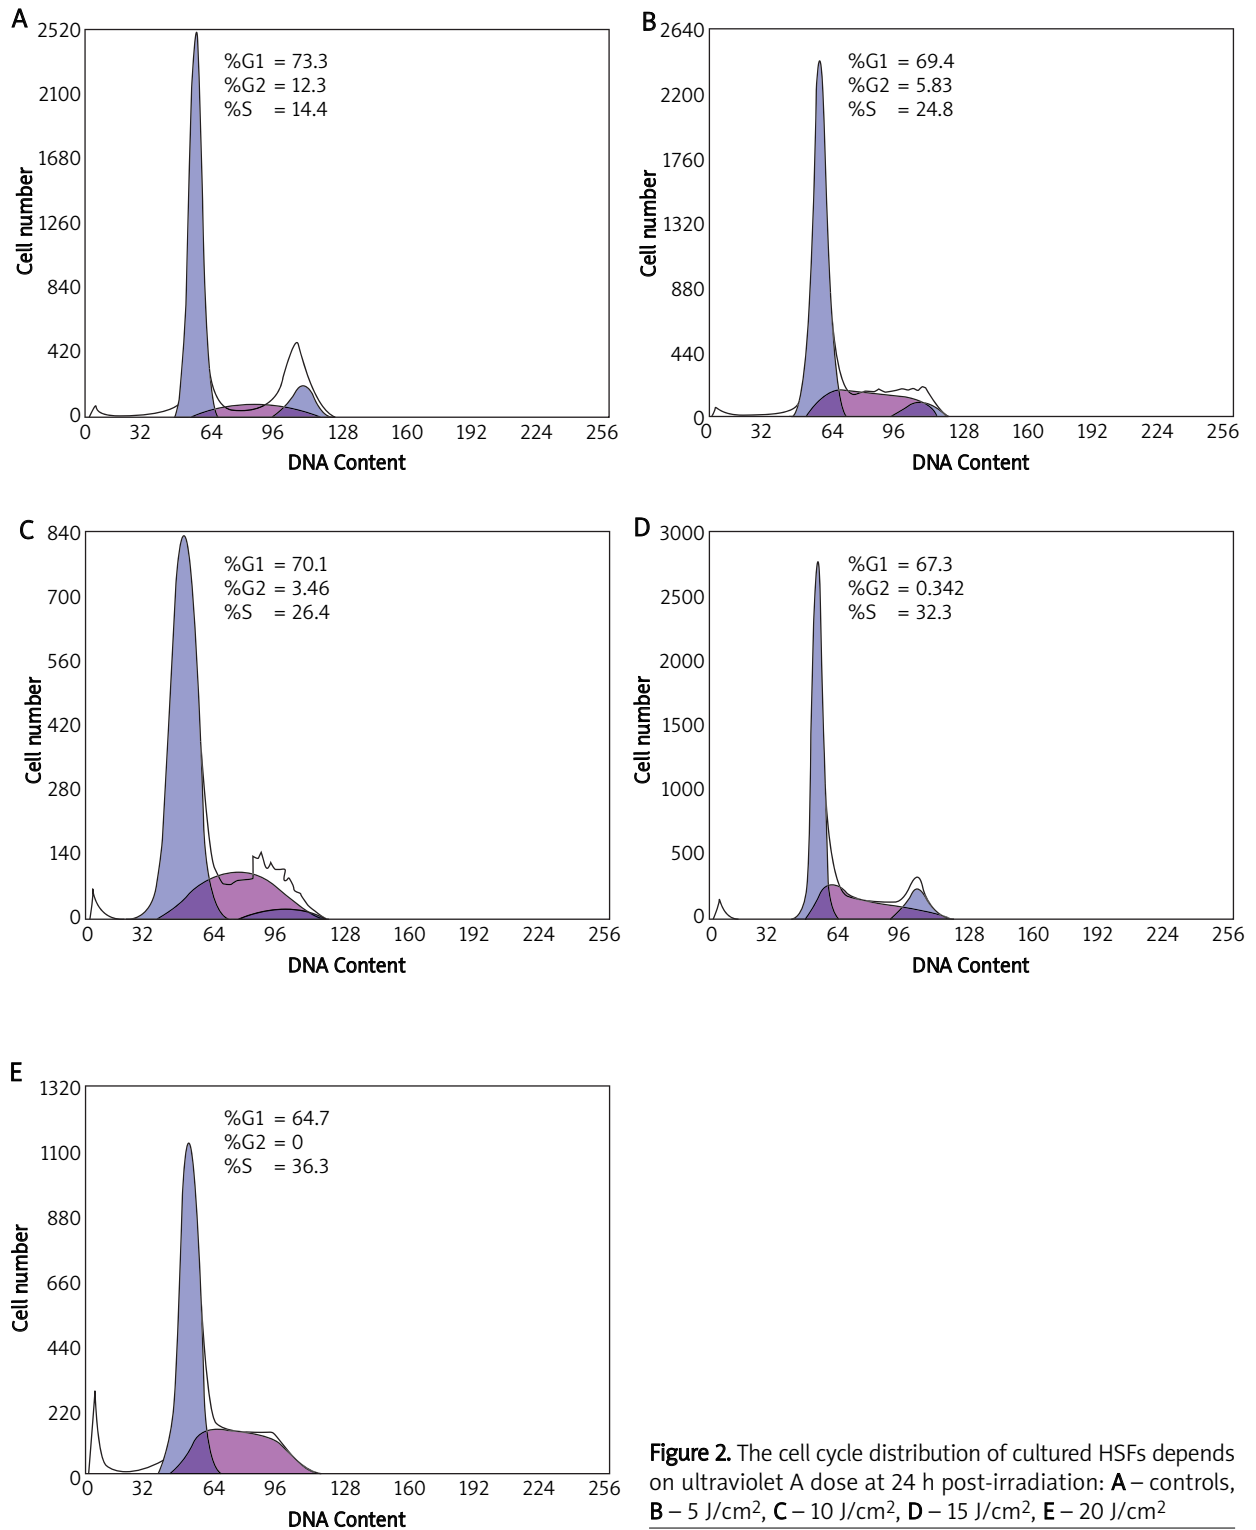 A
2520
2100
1680
1260
840
420
0
Cell number
%G1 = 73.3
%G2 = 12.3
%S = 14.4
0 32 64 96 128 160 192 224 256
DNA Content
B
2640
2200
1760
1320
880
440
0
Cell number
%G1 = 69.4
%G2 = 5.83
%S = 24.8
0 32 64 96 128 160 192 224 256
DNA Content
C
840
700
560
420
280
140
0
Cell number
%G1 = 70.1
%G2 = 3.46
%S = 26.4
0 32 64 96 128 160 192 224 256
DNA Content
D
3000
2500
2000
1500
1000
500
0
Cell number
%G1 = 67.3
%G2 = 0.342
%S = 32.3
0 32 64 96 128 160 192 224 256
DNA Content
E
1320
1100
880
660
440
220
0
Cell number
%G1 = 64.7
%G2 = 0
%S = 36.3
0 32 64 96 128 160 192 224 256
DNA Content
Figure 2. The cell cycle distribution of cultured HSFs depends
on ultraviolet A dose at 24 h post-irradiation: A – controls,
B – 5 J/cm², C – 10 J/cm², D – 15 J/cm², E – 20 J/cm²